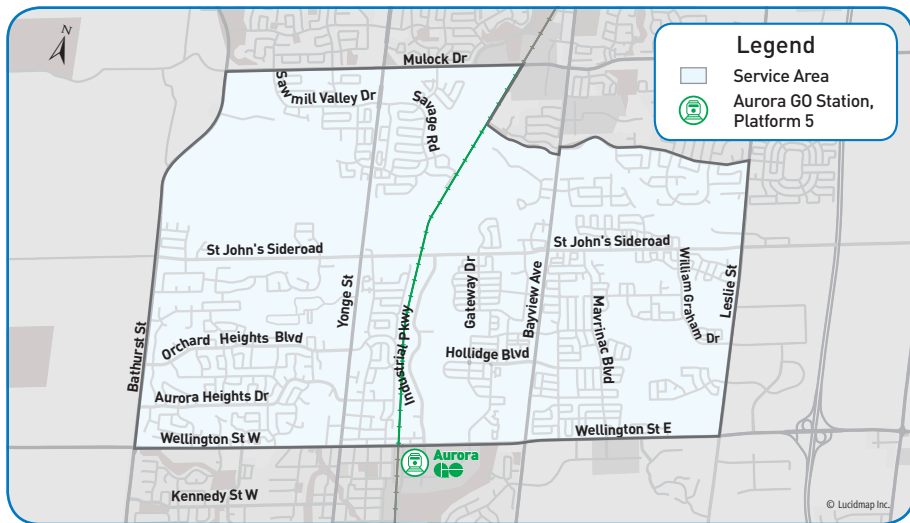 N
Mulock Dr
Sawmill Valley Dr
Savage Rd
Legend
Service Area
Aurora GO Station,
Platform 5
St John's Sideroad
St John's Sideroad
William Graham Dr
Leslie St
Gateway Dr
Bayview Ave
Mavrinac Blvd
Yonge St
Industrial Pkwy
Bathurst St
Orchard Heights Blvd
Hollidge Blvd
Aurora Heights Dr
Wellington St W
Wellington St E
Aurora
GO
Kennedy St W
© Lucidmap Inc.